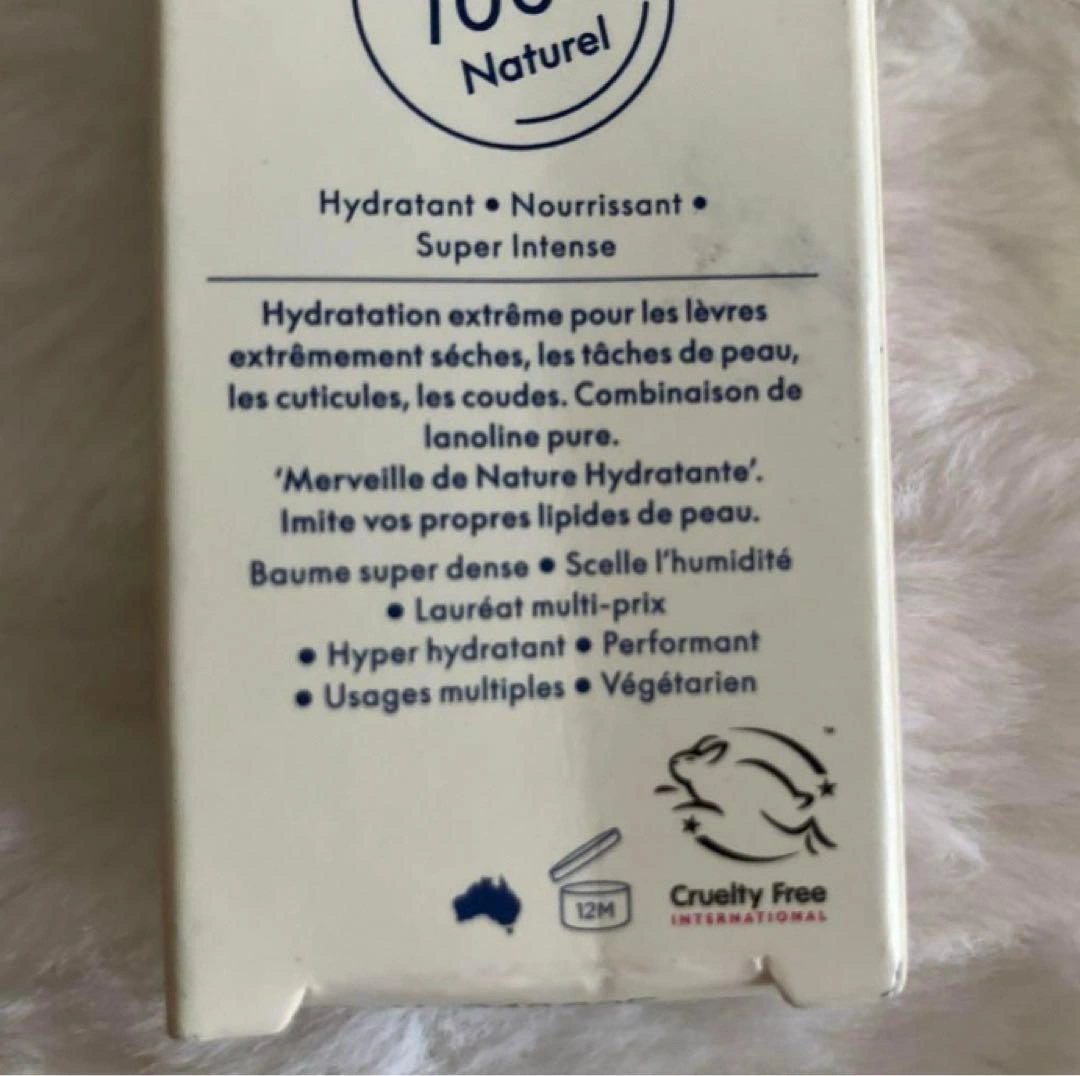 100
Naturel
Hydratant • Nourrissant •
Super Intense
Hydratation extrême pour les lèvres
extrêmement séches, les tâches de peau,
les cuticules, les coudes. Combinaison de
lanoline pure.
'Merveille de Nature Hydratante'.
Imite vos propres lipides de peau.
Baume super dense • Scelle l'humidité
• Lauréat multi-prix
• Hyper hydratant • Performant
• Usages multiples • Végétarien
12M
Cruelty Free
INTERNATIONAL